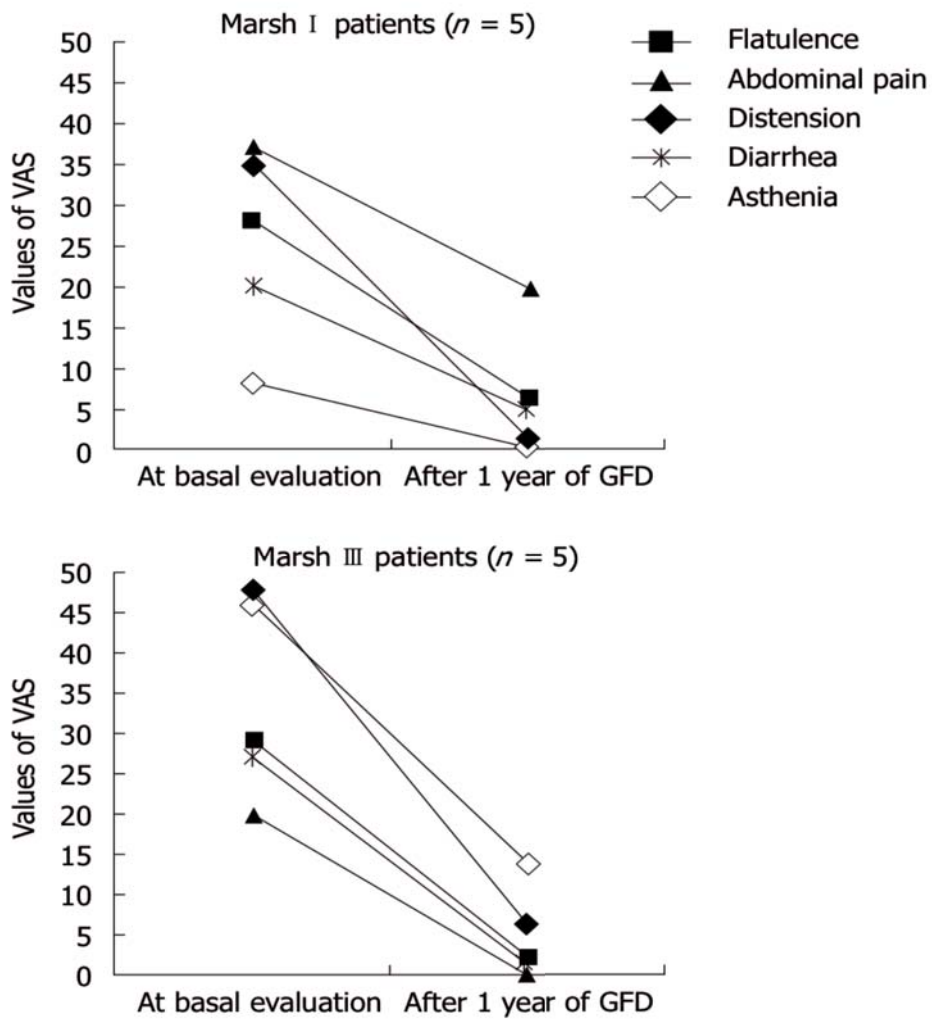 Marsh Ⅰ patients (n = 5)
50
45
40
35
30
25
20
15
10
5
0
Values of VAS
At basal evaluation After 1 year of GFD
Flatulence
Abdominal pain
Distension
Diarrhea
Asthenia
Marsh Ⅲ patients (n = 5)
50
45
40
35
30
25
20
15
10
5
0
Values of VAS
At basal evaluation After 1 year of GFD